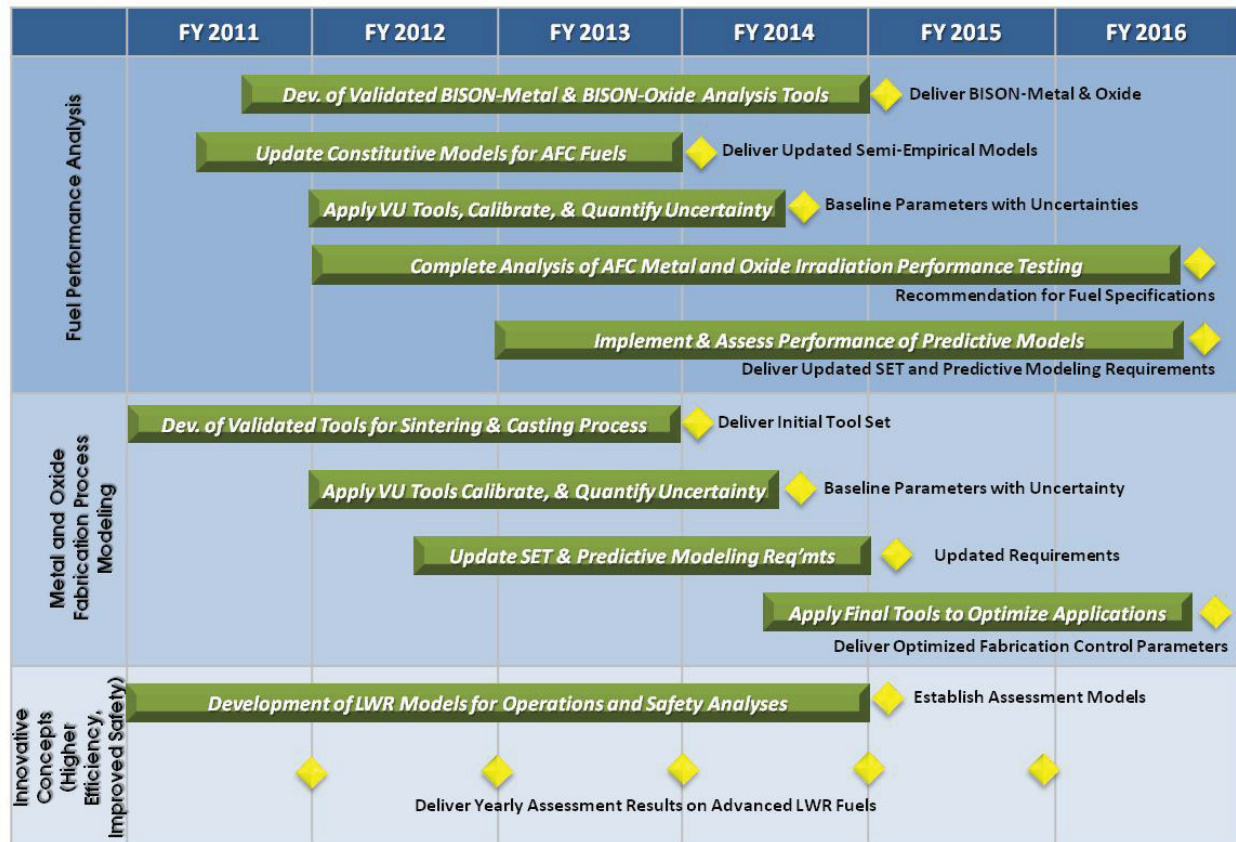 FY 2011 FY 2012 FY 2013 FY 2014 FY 2015 FY 2016
Fuel Performance Analysis
Dev. of Validated BISON-Metal & BISON-Oxide Analysis Tools
Deliver BISON-Metal & Oxide
Update Constitutive Models for AFC Fuels
Deliver Updated Semi-Empirical Models
Apply VU Tools, Calibrate, & Quantify Uncertainty
Baseline Parameters with Uncertainties
Complete Analysis of AFC Metal and Oxide Irradiation Performance Testing
Recommendation for Fuel Specifications
Implement & Assess Performance of Predictive Models
Deliver Updated SET and Predictive Modeling Requirements
Metal and Oxide
Fabrication Process
Modeling
Dev. of Validated Tools for Sintering & Casting Process
Deliver Initial Tool Set
Apply VU Tools Calibrate, & Quantify Uncertainty
Baseline Parameters with Uncertainty
Update SET & Predictive Modeling Req'mts
Updated Requirements
Apply Final Tools to Optimize Applications
Deliver Optimized Fabrication Control Parameters
Innovative
Concepts
(Higher
Efficiency,
Improved Safety)
Development of LWR Models for Operations and Safety Analyses
Establish Assessment Models
Deliver Yearly Assessment Results on Advanced LWR Fuels